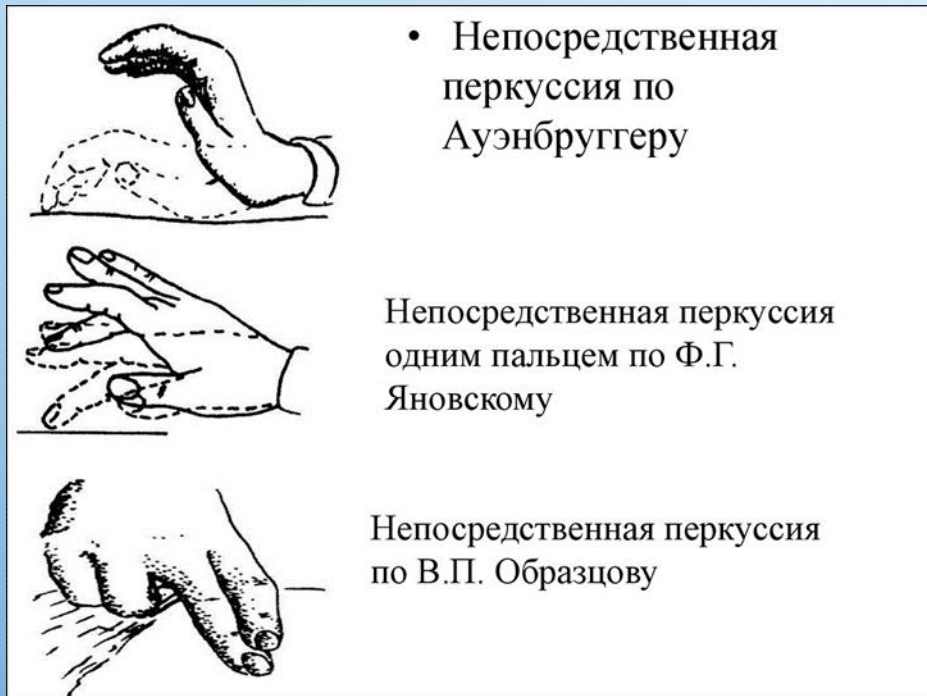 • Непосредственная
перкуссия по
Ауэнбруггеру
Непосредственная перкуссия
одним пальцем по Ф.Г.
Яновскому
Непосредственная перкуссия
по В.П. Образцову